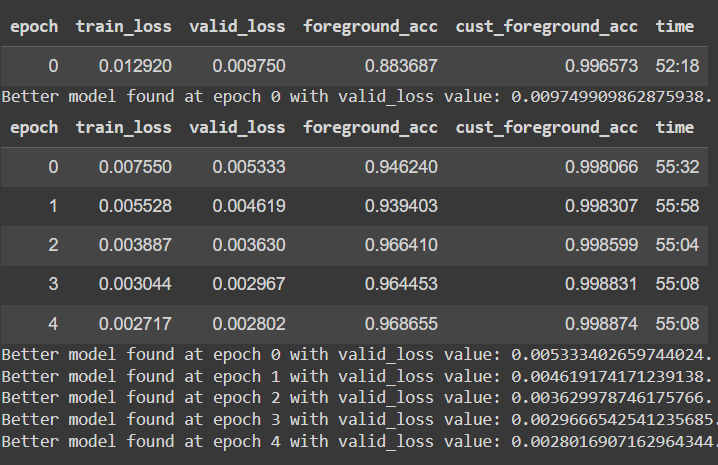 epoch train_loss valid_loss foreground_acc cust_foreground_acc time
0 0.012920 0.009750 0.883687 0.996573 52:18
Better model found at epoch 0 with valid_loss value: 0.009749909862875938.
epoch train_loss valid_loss foreground_acc cust_foreground_acc time
0 0.007550 0.005333 0.946240 0.998066 55:32
1 0.005528 0.004619 0.939403 0.998307 55:58
2 0.003887 0.003630 0.966410 0.998599 55:04
3 0.003044 0.002967 0.964453 0.998831 55:08
4 0.002717 0.002802 0.968655 0.998874 55:08
Better model found at epoch 0 with valid_loss value: 0.005333402659744024.
Better model found at epoch 1 with valid_loss value: 0.004619174171239138.
Better model found at epoch 2 with valid_loss value: 0.003629978746175766.
Better model found at epoch 3 with valid_loss value: 0.0029666542541235685.
Better model found at epoch 4 with valid_loss value: 0.0028016907162964344.